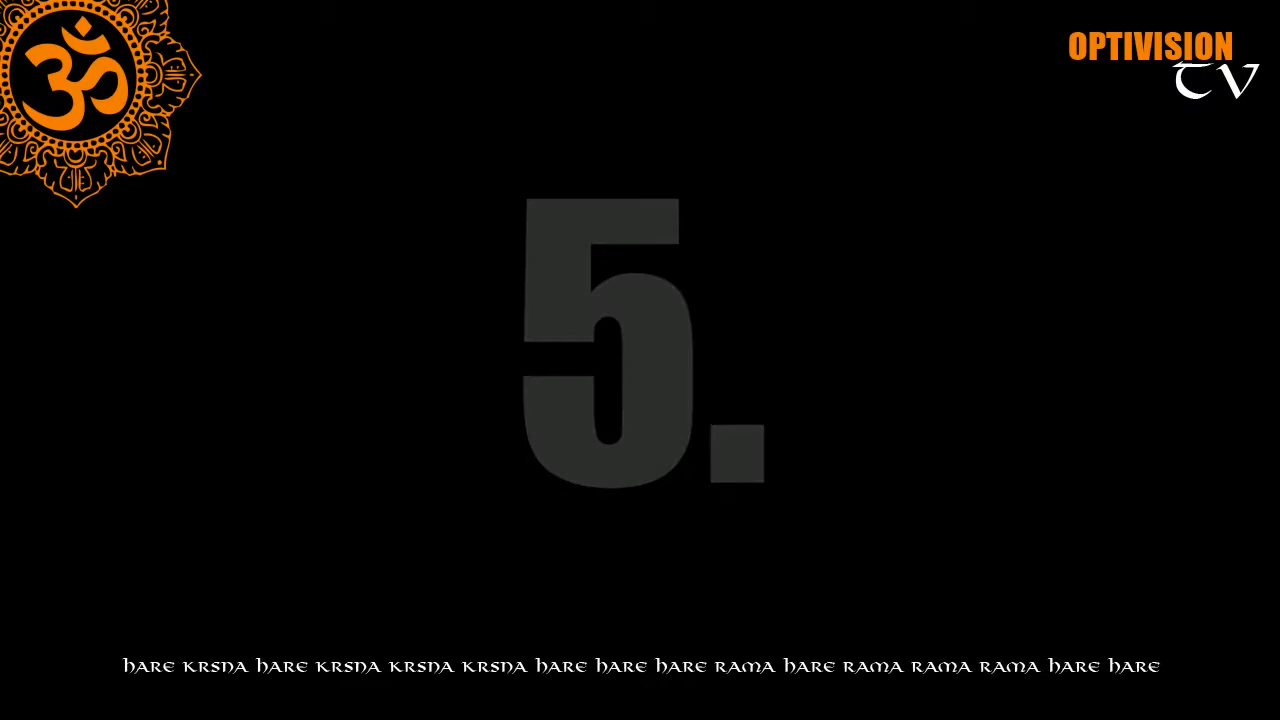 ॐ
OPTIVISION
TV
5.
HARE KRSNA HARE KRSNA KRSNA KRSNA HARE HARE HARE RAMA HARE RAMA RAMA RAMA HARE HARE